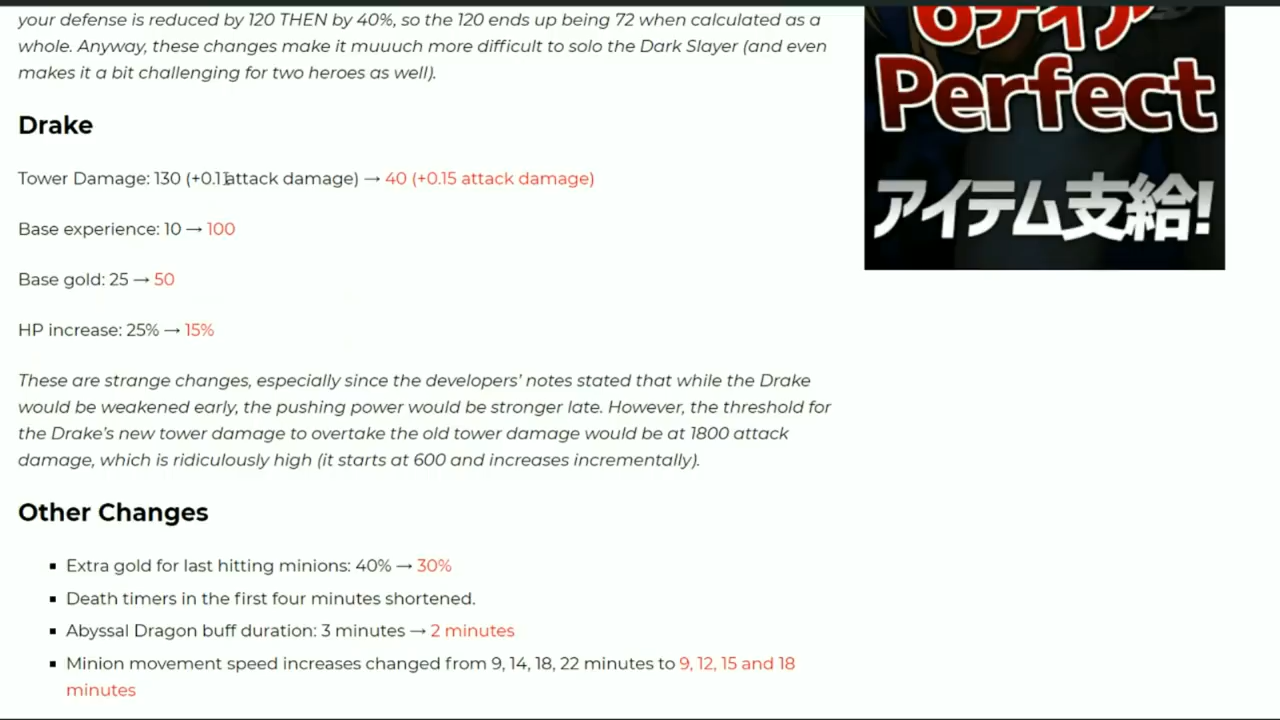 your defense is reduced by 120 THEN by 40%, so the 120 ends up being 72 when calculated as a
whole. Anyway, these changes make it muuuch more difficult to solo the Dark Slayer (and even
makes it a bit challenging for two heroes as well).
Drake
Tower Damage: 130 (+0.1 attack damage) → 40 (+0.15 attack damage)
Base experience: 10 → 100
Base gold: 25 → 50
HP increase: 25% → 15%
These are strange changes, especially since the developers' notes stated that while the Drake
would be weakened early, the pushing power would be stronger late. However, the threshold for
the Drake's new tower damage to overtake the old tower damage would be at 1800 attack
damage, which is ridiculously high (it starts at 600 and increases incrementally).
Other Changes
Extra gold for last hitting minions: 40% → 30%
Death timers in the first four minutes shortened.
Abyssal Dragon buff duration: 3 minutes → 2 minutes
Minion movement speed increases changed from 9, 14, 18, 22 minutes to 9, 12, 15 and 18
minutes
6ティア
Perfect
アイテム支給!